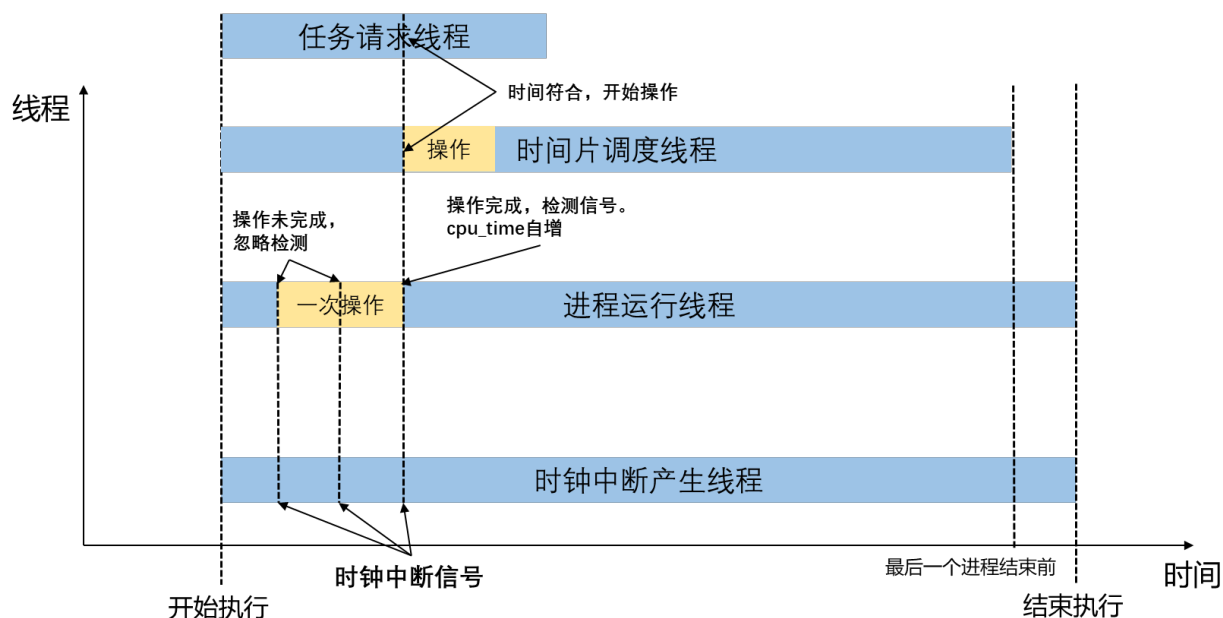 任务请求线程
线程
时间符合，开始操作
操作
时间片调度线程
操作未完成，
忽略检测
操作完成，检测信号。
cpu_time自增
一次操作
进程运行线程
时钟中断产生线程
时钟中断信号
最后一个进程结束前
时间
开始执行
结束执行